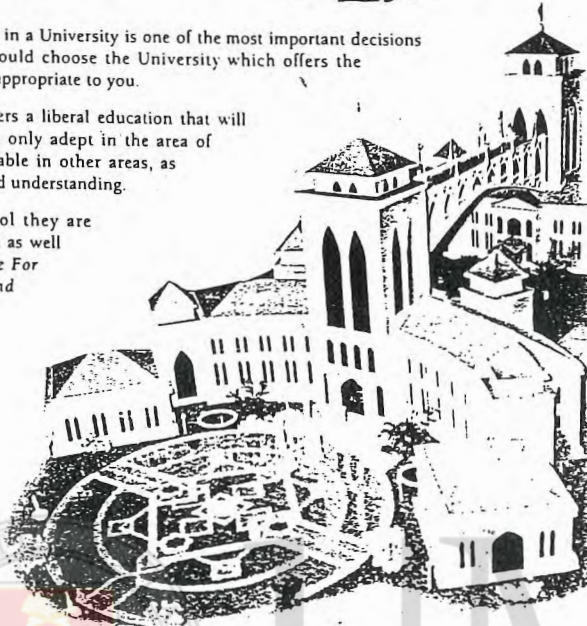 in a University is one of the most important decisions
ould choose the University which offers the
ppropriate to you.
ers a liberal education that will
only adept in the area of
able in other areas, as
d understanding.
ol they are
as well
e For
nd